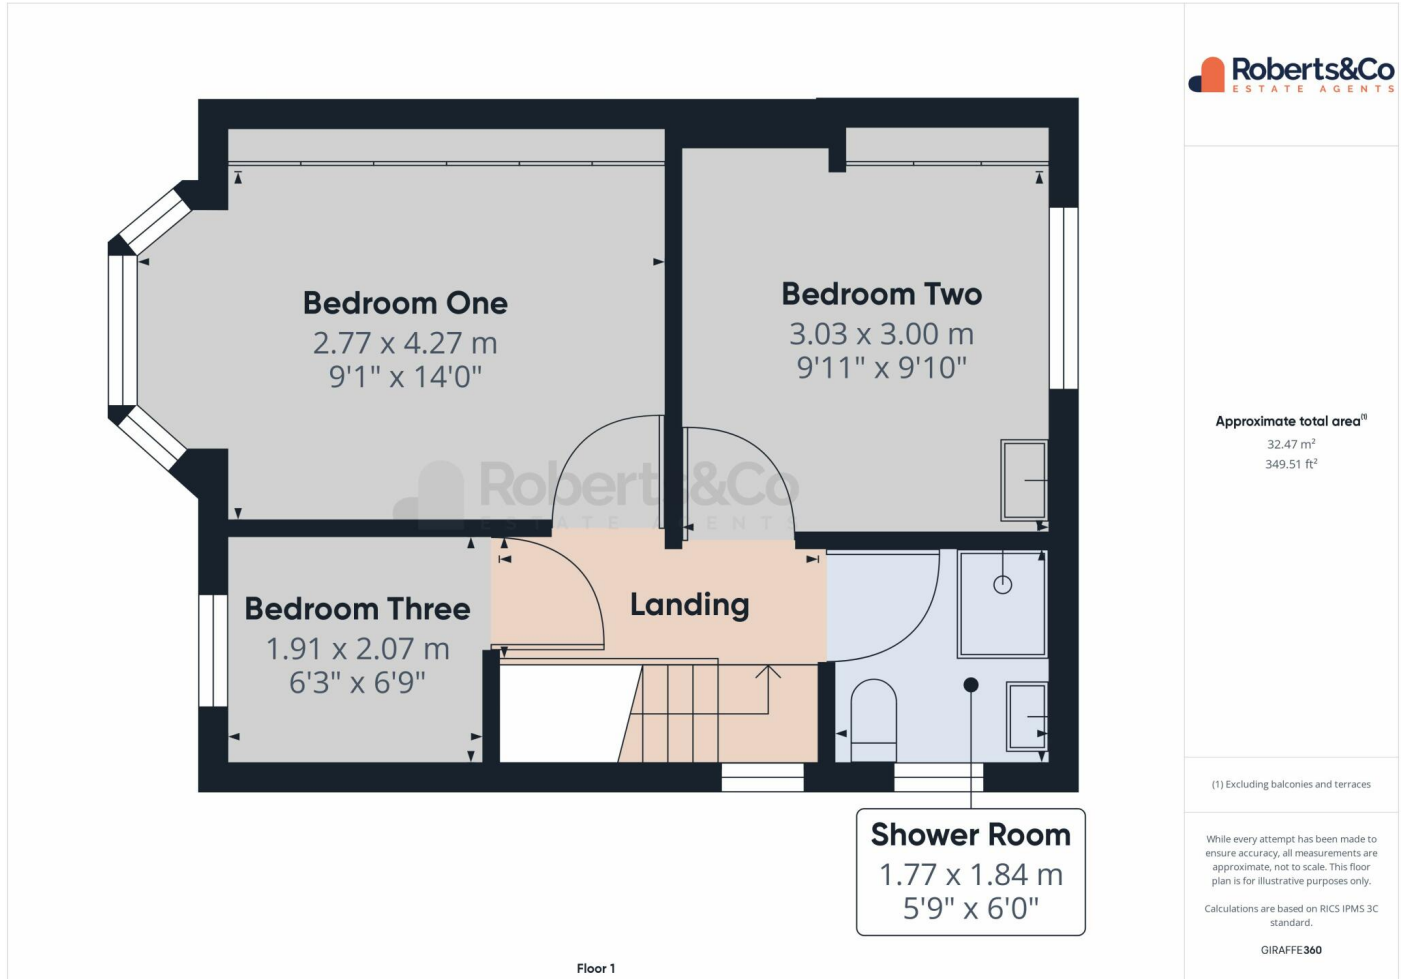 Roberts&Co
ESTATE AGENTS
Bedroom One
2.77 x 4.27 m
9'1" x 14'0"
Bedroom Two
3.03 x 3.00 m
9'11" x 9'10"
Roberts&Co
ESTATE AGENTS
Bedroom Three
1.91 x 2.07 m
6'3" x 6'9"
Landing
Shower Room
1.77 x 1.84 m
5'9" x 6'0"
Floor 1
Approximate total area(1)
32.47 m²
349.51 ft²
(1) Excluding balconies and terraces
While every attempt has been made to
ensure accuracy, all measurements are
approximate, not to scale. This floor
plan is for illustrative purposes only.
Calculations are based on RICS IPMS 3C
standard.
GIRAFFE360